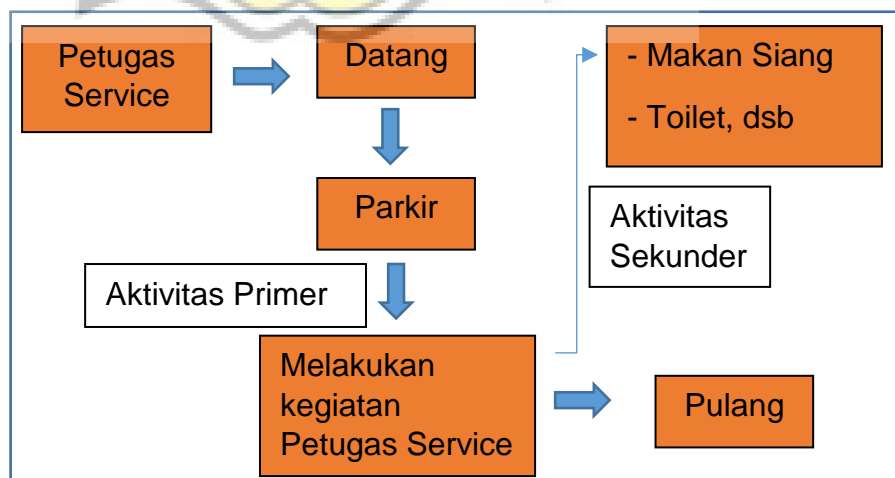 Petugas
Service
Datang
- Makan Siang
- Toilet, dsb
Parkir
Aktivitas
Sekunder
Aktivitas Primer
Melakukan
kegiatan
Petugas Service
Pulang